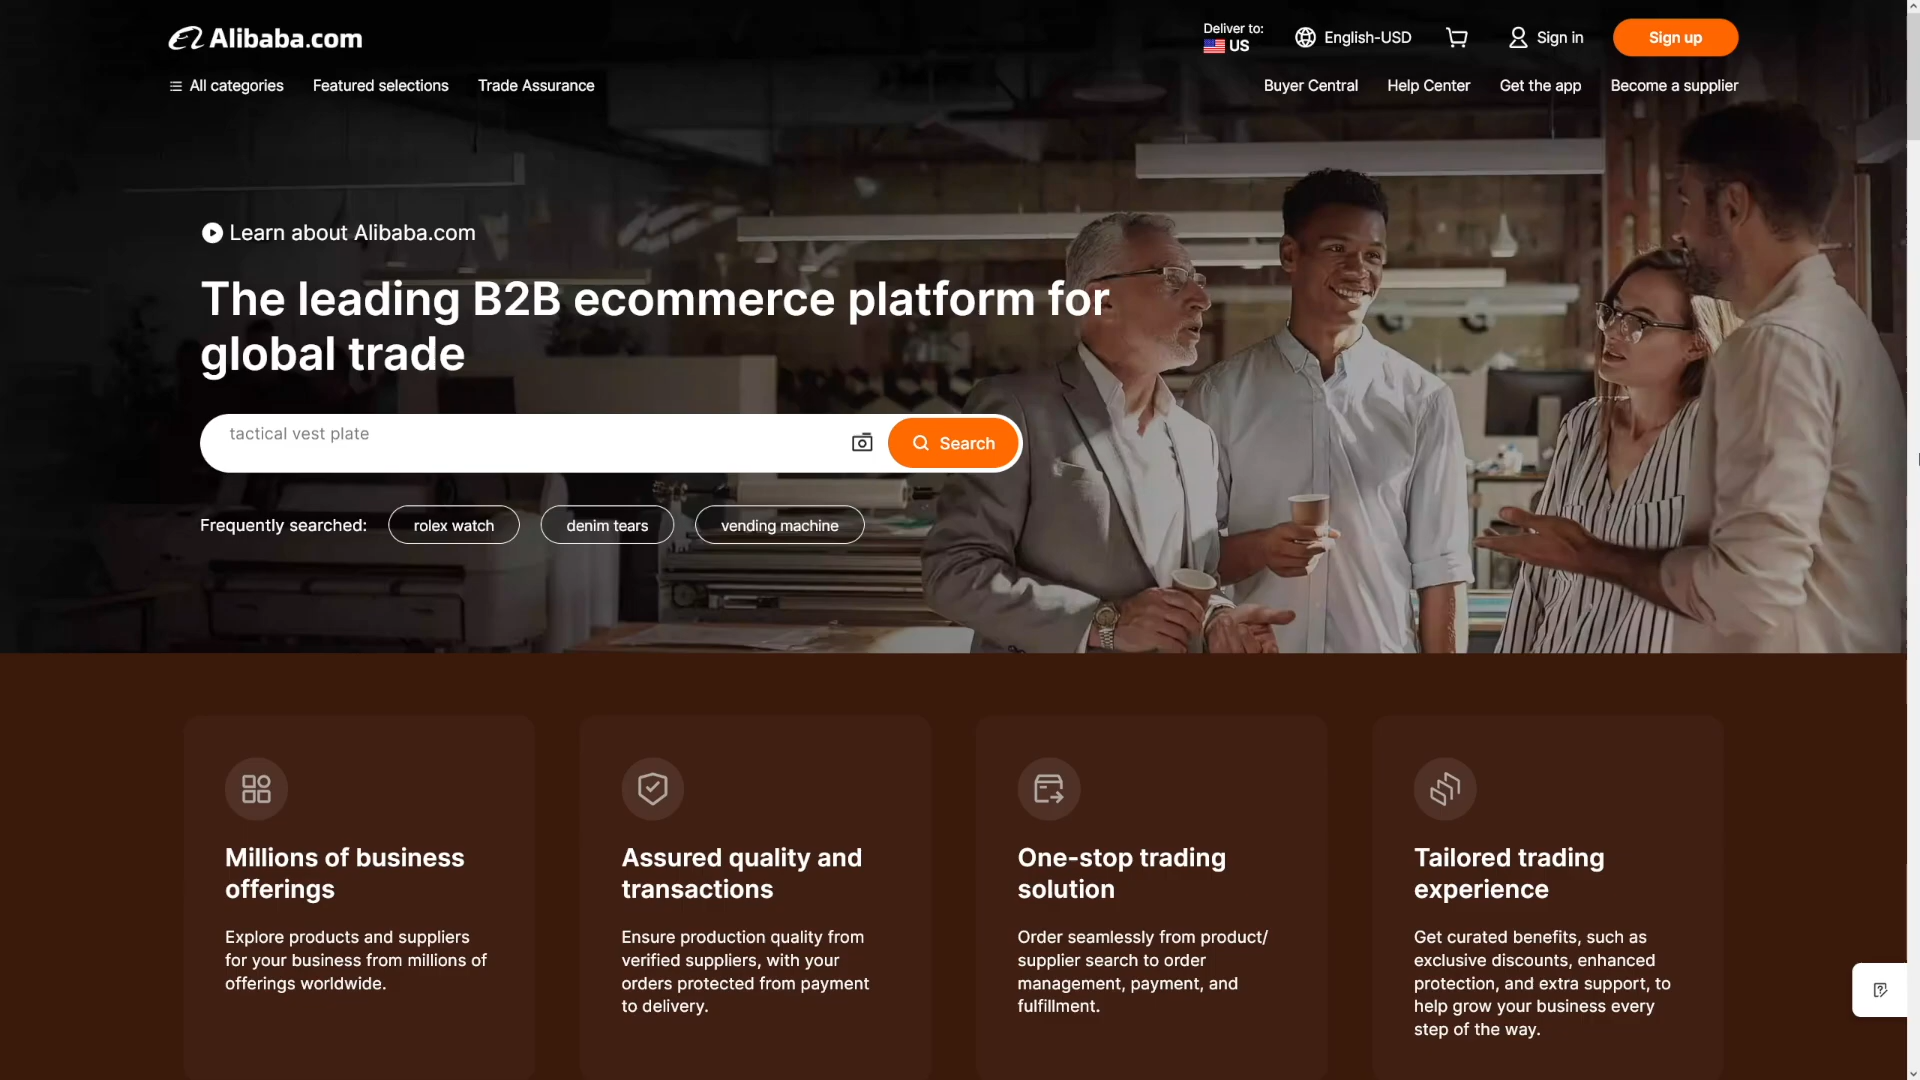 Alibaba.com
Deliver to:
US
English-USD
Sign in
Sign up
All categories
Featured selections
Trade Assurance
Buyer Central
Help Center
Get the app
Become a supplier
Learn about Alibaba.com
The leading B2B ecommerce platform for
global trade
tactical vest plate
Search
Frequently searched:
rolex watch
denim tears
vending machine
Millions of business
offerings
Explore products and suppliers
for your business from millions of
offerings worldwide.
Assured quality and
transactions
Ensure production quality from
verified suppliers, with your
orders protected from payment
to delivery.
One-stop trading
solution
Order seamlessly from product/
supplier search to order
management, payment, and
fulfillment.
Tailored trading
experience
Get curated benefits, such as
exclusive discounts, enhanced
protection, and extra support, to
help grow your business every
step of the way.